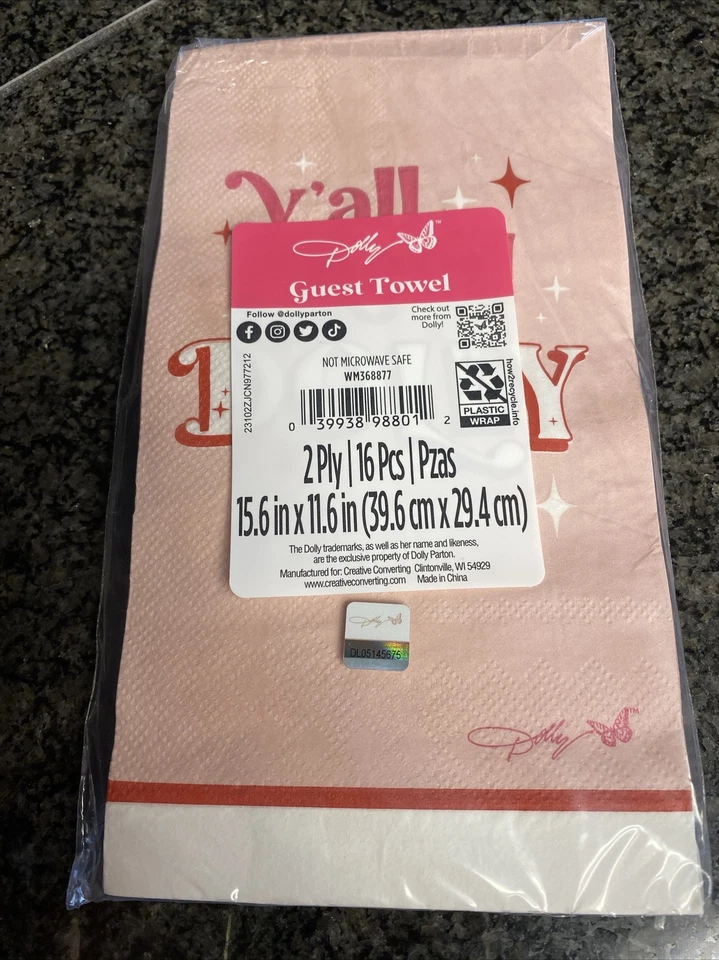 Y'all
Dolly™
Guest Towel
Follow @dollyparton
Check out
more from
Dolly!
23102ZJCN977212
NOT MICROWAVE SAFE
WM368877
0 39938 98801 2
how2recycle.info
PLASTIC
WRAP
2 Ply | 16 Pcs | Pzas
15.6 in x 11.6 in (39.6 cm x 29.4 cm)
The Dolly trademarks, as well as her name and likeness,
are the exclusive property of Dolly Parton.
Manufactured for: Creative Converting Clintonville, WI 54929
www.creativeconverting.com Made in China
Dolly
DL05145675
Dolly™